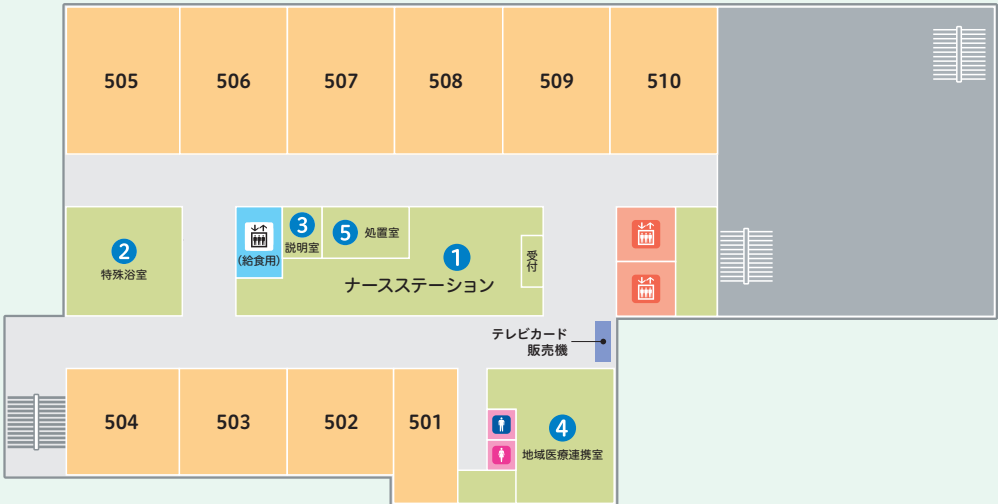 505
506
507
508
509
510
2
特殊浴室
(給食用)
3
説明室
5 処置室
1
ナースステーション
受付
テレビカード
販売機
504
503
502
501
4
地域医療連携室